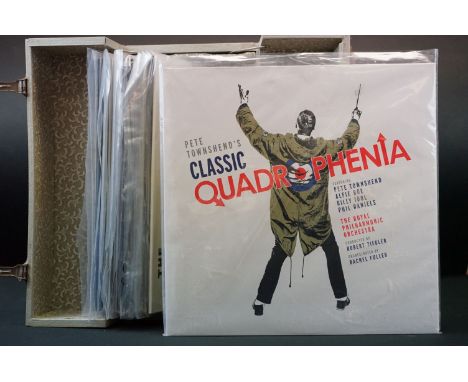 PETE
TOWNSHEND'S
CLASSIC
QUADROPHENIA
FEATURING
PETE TOWNSHEND
ALFIE BOE
BILLY IDOL
PHIL DANIELS
THE ROYAL
PHILHARMONIC
ORCHESTRA
CONDUCTED BY
ROBERT ZIEGLER
ORCHESTRATED BY
RACHEL FULLER